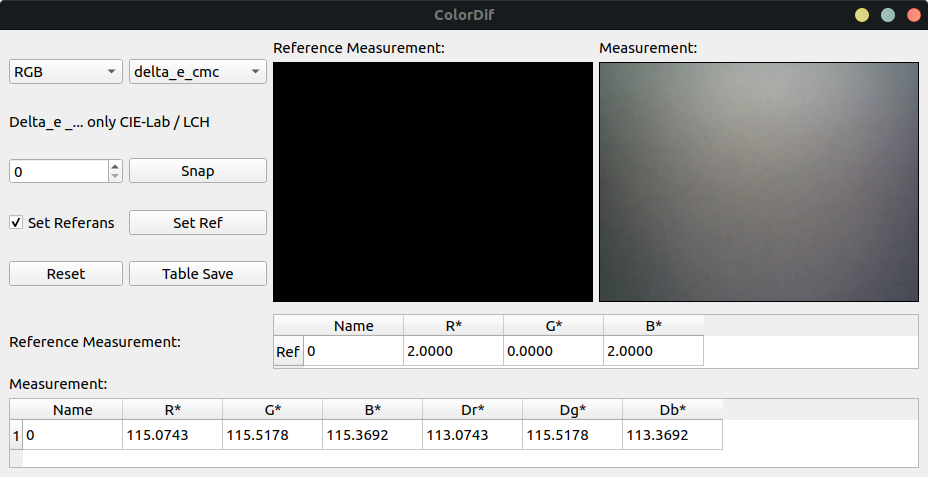 ColorDif
Reference Measurement: Measurement:
RGB delta_e_cmc
Delta_e _... only CIE-Lab / LCH
0 Snap
Set Referans Set Ref
Reset Table Save
Reference Measurement:
Name R* G* B*
Ref 0 2.0000 0.0000 2.0000
Measurement:
Name R* G* B* Dr* Dg* Db*
1 0 115.0743 115.5178 115.3692 113.0743 115.5178 113.3692